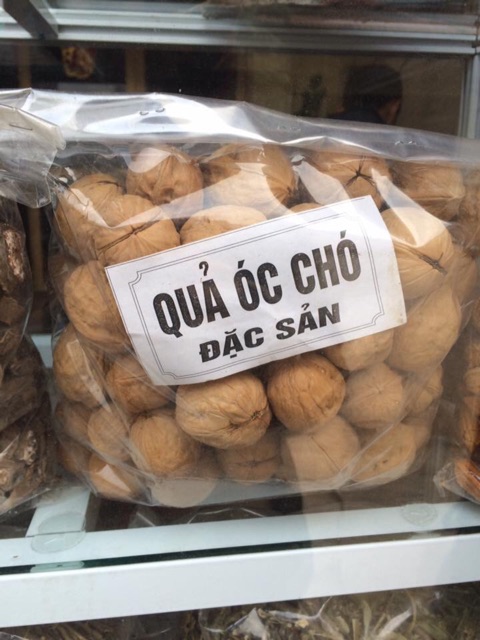 QUẢ ÓC CHÓ
ĐẶC SẢN